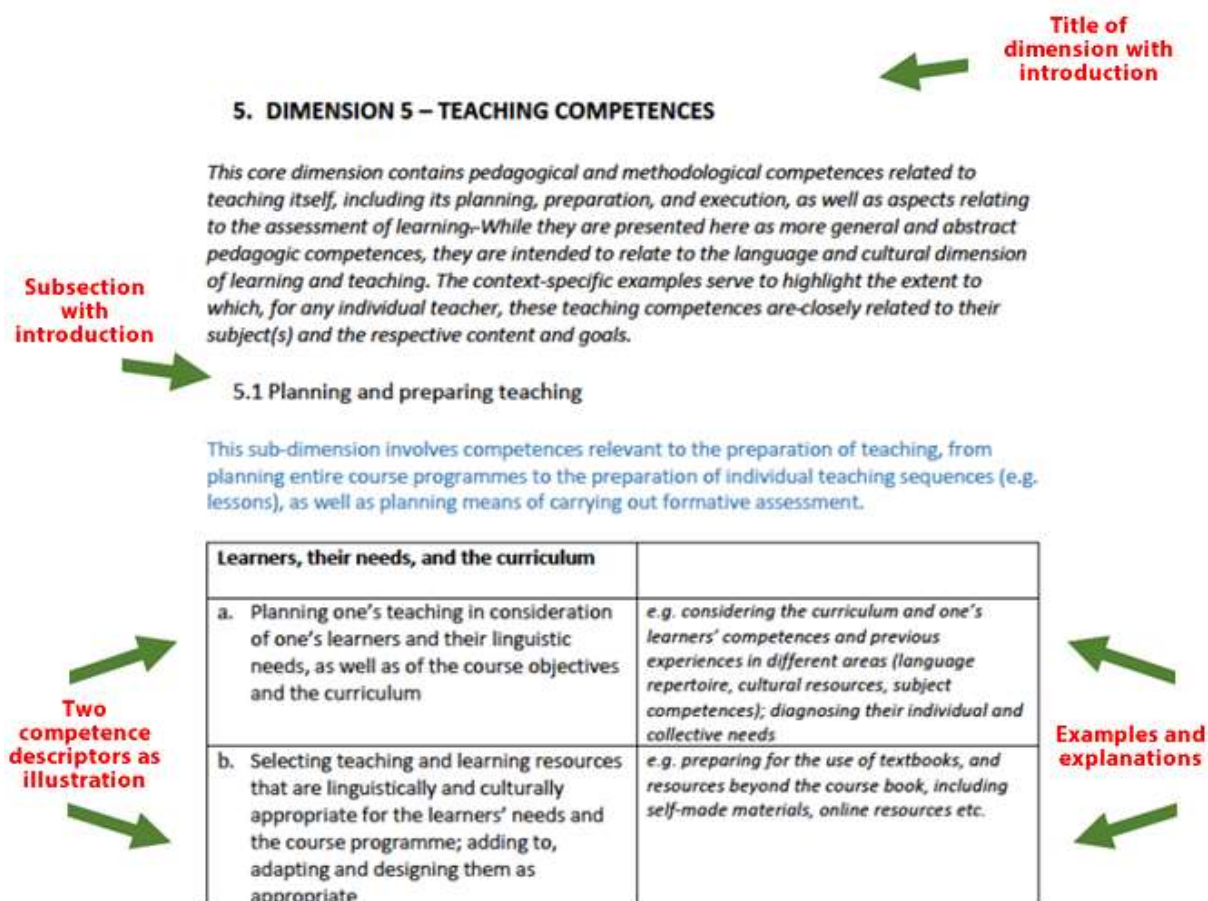 Title of
dimension with
introduction
5. DIMENSION 5 – TEACHING COMPETENCES
This core dimension contains pedagogical and methodological competences related to
teaching itself, including its planning, preparation, and execution, as well as aspects relating
to the assessment of learning.-While they are presented here as more general and abstract
pedagogic competences, they are intended to relate to the language and cultural dimension
of learning and teaching. The context-specific examples serve to highlight the extent to
which, for any individual teacher, these teaching competences are-closely related to their
subject(s) and the respective content and goals.
Subsection
with
introduction
5.1 Planning and preparing teaching
This sub-dimension involves competences relevant to the preparation of teaching, from
planning entire course programmes to the preparation of individual teaching sequences (e.g.
lessons), as well as planning means of carrying out formative assessment.
Learners, their needs, and the curriculum
a. Planning one's teaching in consideration
of one's learners and their linguistic
needs, as well as of the course objectives
and the curriculum
e.g. considering the curriculum and one's
learners' competences and previous
experiences in different areas (language
repertoire, cultural resources, subject
competences); diagnosing their individual and
collective needs
b. Selecting teaching and learning resources
that are linguistically and culturally
appropriate for the learners' needs and
the course programme; adding to,
adapting and designing them as
appropriate
e.g. preparing for the use of textbooks, and
resources beyond the course book, including
self-made materials, online resources etc.
Two
competence
descriptors as
illustration
Examples and
explanations